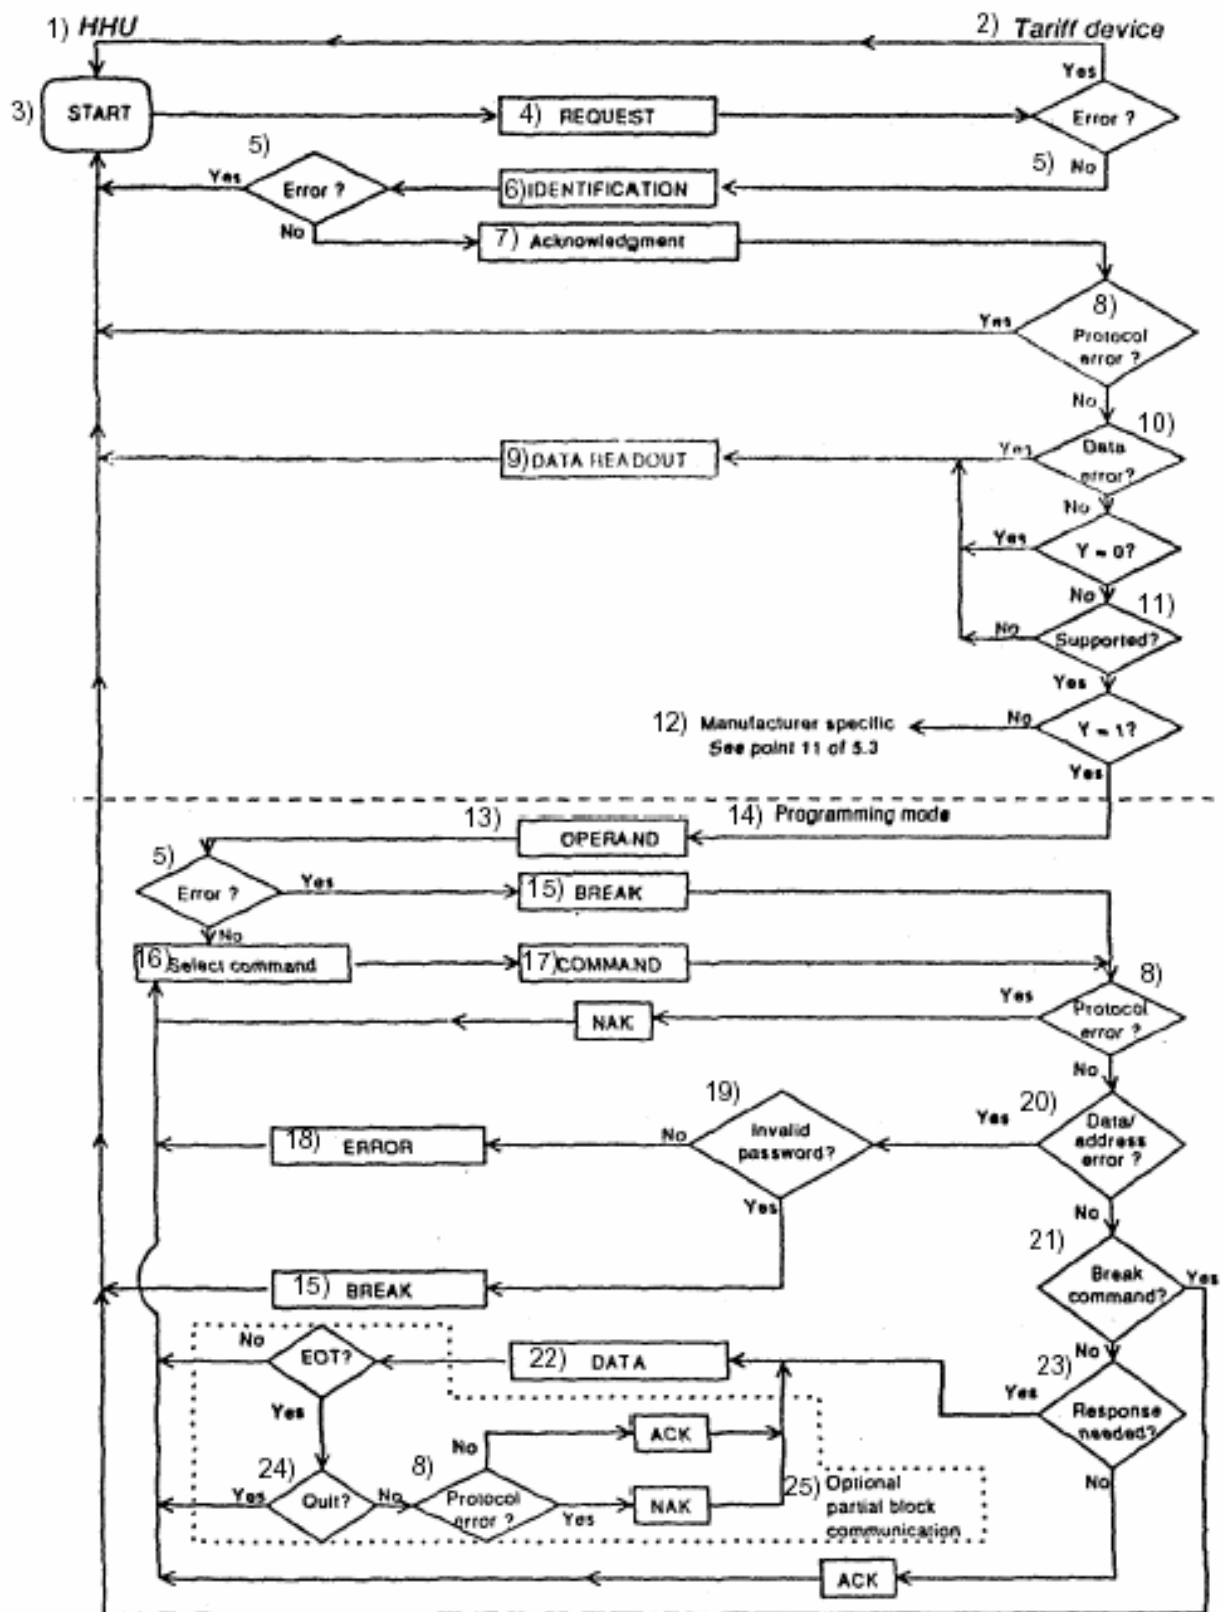 1) HHU
2) Tariff device
Yes
3) START
4) REQUEST
Error ?
5)
5) No
Yes
Error ?
6) IDENTIFICATION
No
7) Acknowledgment
8)
Yes
Protocol
error ?
No
10)
9) DATA READOUT
Yes
Data
error?
No
Yes
Y = 0?
No
11)
No
Supported?
Yes
12) Manufacturer specific
See point 11 of 5.3
No
Y = 1?
Yes
13)
14) Programming mode
OPERAND
5)
Error ?
Yes
15) BREAK
No
16) Select command
17) COMMAND
8)
Yes
NAK
Protocol
error ?
No
19)
20)
Yes
18) ERROR
No
Invalid
password?
Data/
address
error ?
Yes
No
21)
15) BREAK
Break
command?
Yes
No
EOT?
22) DATA
No
23)
Yes
Yes
Response
needed?
No
ACK
24)
8)
No
Yes
Quit?
No
Protocol
error ?
Yes
NAK
25) Optional
partial block
communication
ACK